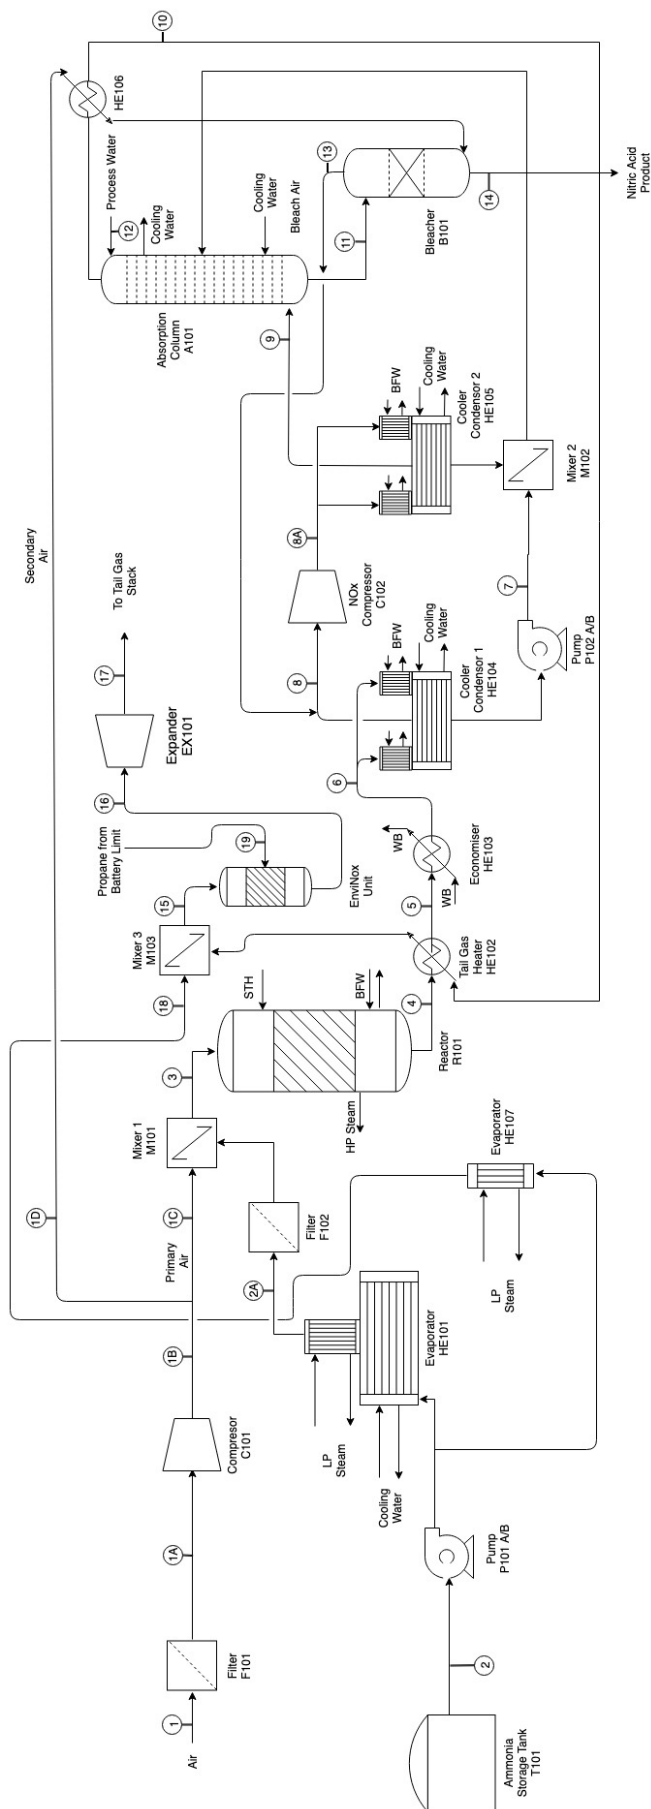 1
Air
Filter
F101
1A
Compresor
C101
1B
1C
Primary
Air
1D
Secondary
Air
Mixer 1
M101
3
2
Ammonia
Storage Tank
T101
Pump
P101 A/B
Cooling
Water
LP
Steam
Evaporator
HE101
2A
Filter
F102
LP
Steam
Evaporator
HE107
HP Steam
STH
BFW
Reactor
R101
4
Tail Gas
Heater
HE102
5
WB
WB
Economiser
HE103
6
18
Mixer 3
M103
15
Propane from
Battery Limit
19
EnviNox
Unit
16
Expander
EX101
17
To Tail Gas
Stack
BFW
Cooling
Water
Cooler
Condensor 1
HE104
Pump
P102 A/B
7
8
NOx
Compressor
C102
8A
BFW
Cooling
Water
Cooler
Condensor 2
HE105
Mixer 2
M102
9
Absorption
Column
A101
Process Water
12
Cooling
Water
Cooling
Water
Bleach Air
HE106
10
11
13
Bleacher
B101
14
Nitric Acid
Product